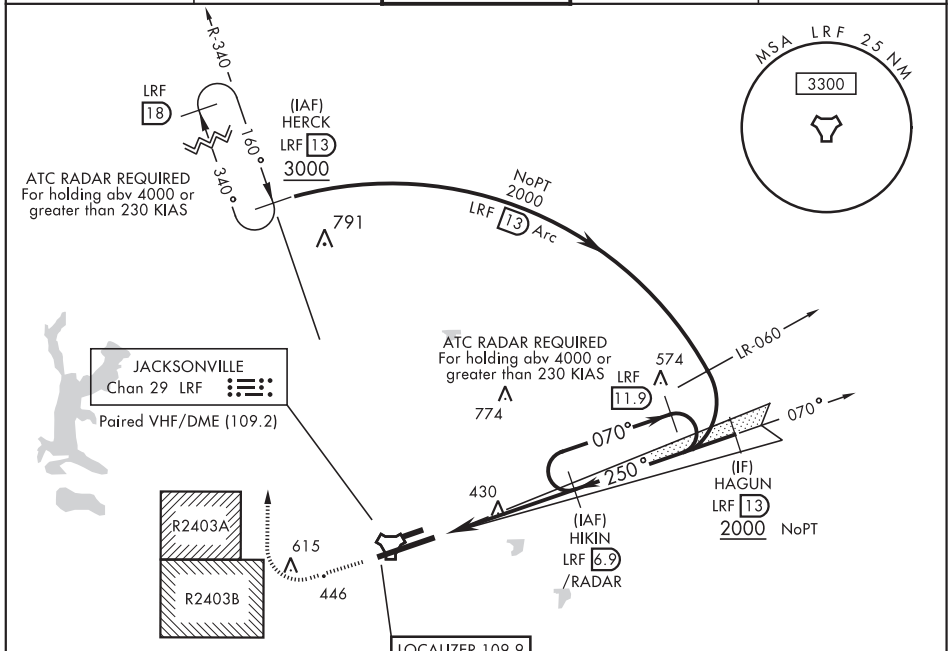 R-340
MSA LRF 25 NM
3300
LRF
18
(IAF)
HERCK
LRF 13
3000
160°
340°
ATC RADAR REQUIRED
For holding abv 4000 or
greater than 230 KIAS
NoPT
2000
LRF 13 Arc
791
LR-060
ATC RADAR REQUIRED
For holding abv 4000 or
greater than 230 KIAS
574
LRF
11.9
774
JACKSONVILLE
Chan 29 LRF
Paired VHF/DME (109.2)
070°
070°
250°
(IF)
HAGUN
LRF 13
2000 NoPT
430
(IAF)
HIKIN
LRF 6.9
/RADAR
R2403A
615
446
R2403B
LOCALIZER 109.9